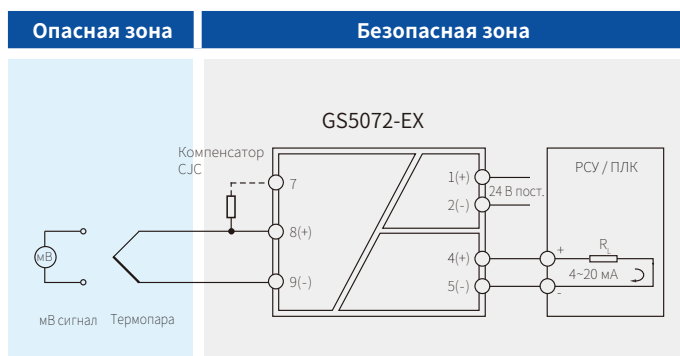 Опасная зона
Безопасная зона
GS5072-EX
Компенсатор
CJC
РСУ / ПЛК
7
1(+)
24 В пост.
2(-)
8(+)
мВ
4(+)
+
RL
4~20 мА
9(-)
5(-)
-
мВ сигнал
Термопара